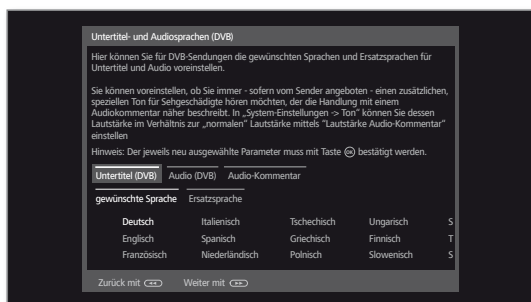 Untertitel- und Audiosprachen (DVB)
Hier können Sie für DVB-Sendungen die gewünschten Sprachen und Ersatzsprachen für
Untertitel und Audio voreinstellen.
Sie können voreinstellen, ob Sie immer - sofern vom Sender angeboten - einen zusätzlichen,
speziellen Ton für Sehgeschädigte hören möchten, der die Handlung mit einem
Audiokommentar näher beschreibt. In „System-Einstellungen -> Ton" können Sie dessen
Lautstärke im Verhältnis zur „normalen" Lautstärke mittels "Lautstärke Audio-Kommentar"
einstellen
Hinweis: Der jeweils neu ausgewählte Parameter muss mit Taste OK bestätigt werden.
Untertitel (DVB) Audio (DVB) Audio-Kommentar
gewünschte Sprache Ersatzsprache
Deutsch Italienisch Tschechisch Ungarisch S
Englisch Spanisch Griechisch Finnisch T
Französisch Niederländisch Polnisch Slowenisch S
Zurück mit Weiter mit